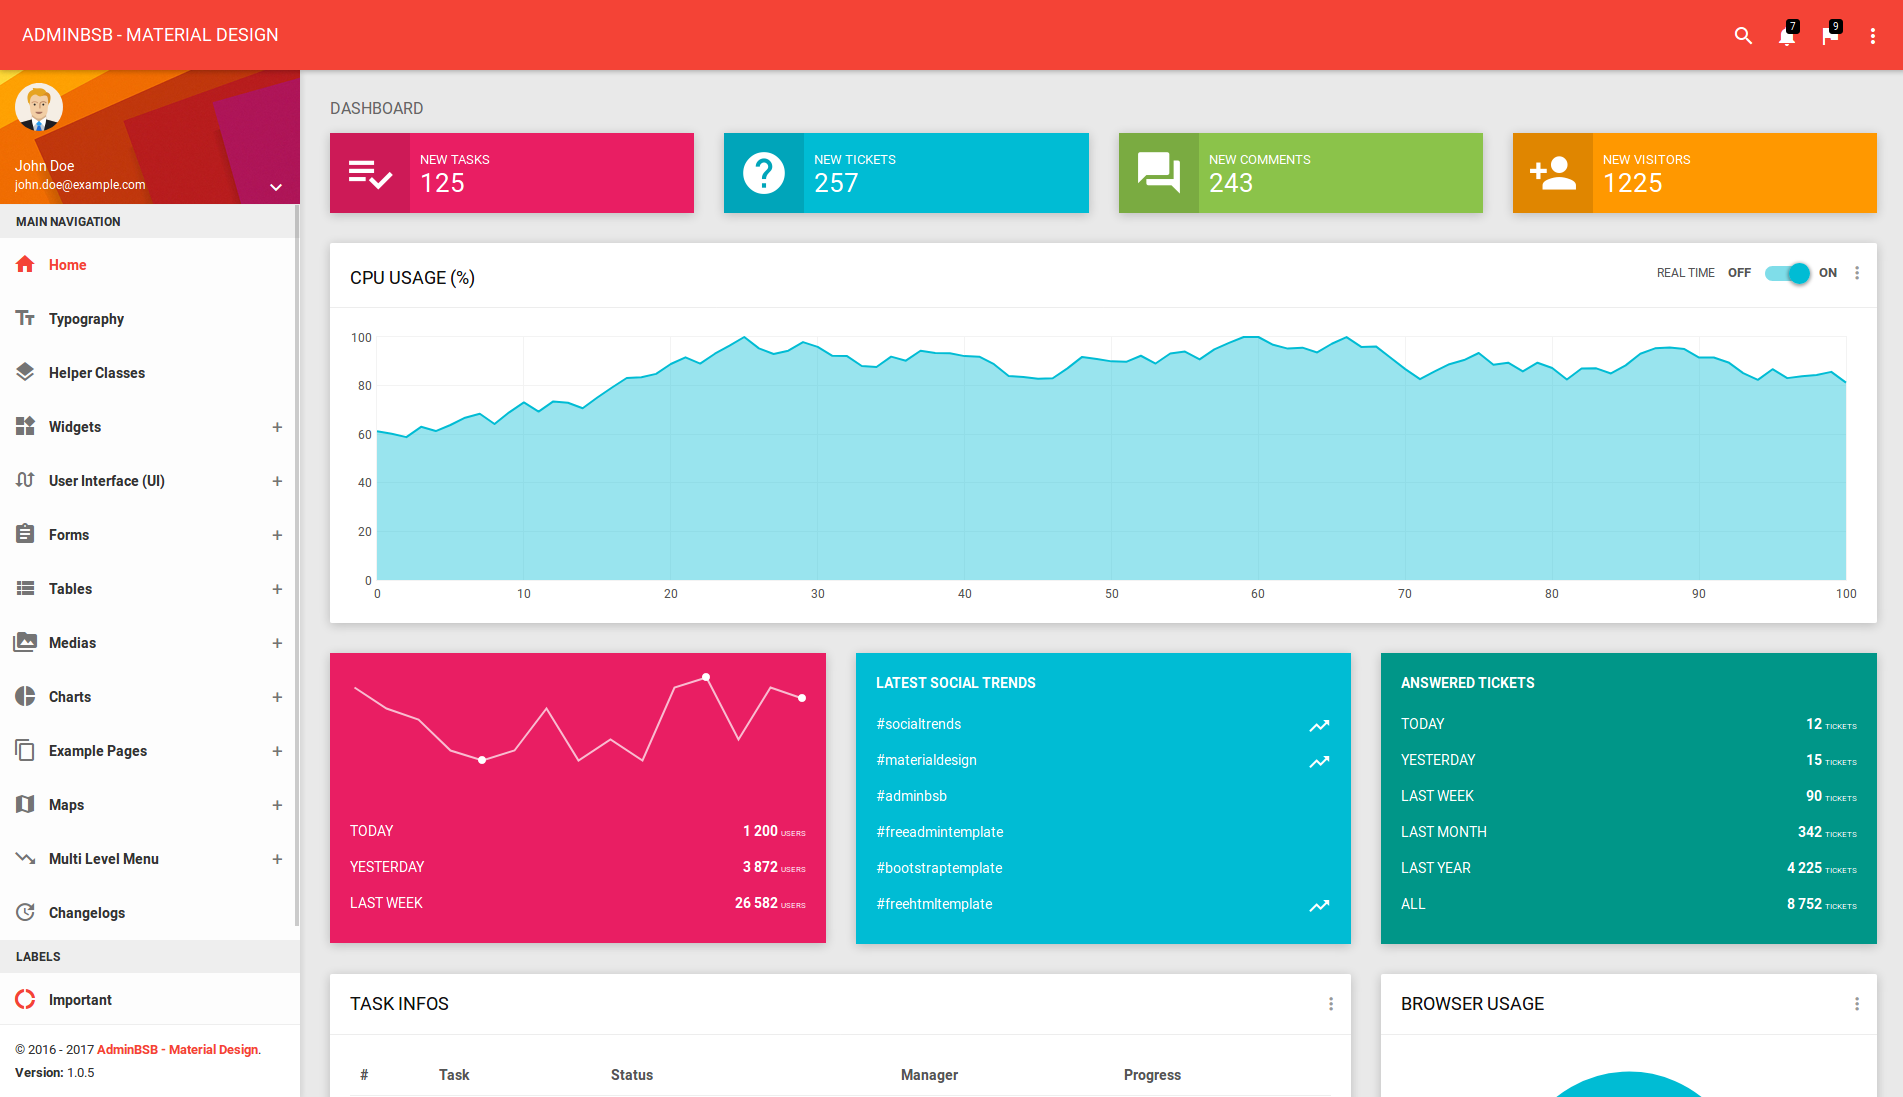 ADMINBSB - MATERIAL DESIGN
7
9
John Doe
john.doe@example.com
MAIN NAVIGATION
Home
Typography
Helper Classes
Widgets +
User Interface (UI) +
Forms +
Tables +
Medias +
Charts +
Example Pages +
Maps +
Multi Level Menu +
Changelogs
LABELS
Important
© 2016 - 2017 AdminBSB - Material Design.
Version: 1.0.5
DASHBOARD
NEW TASKS
125
NEW TICKETS
257
NEW COMMENTS
243
NEW VISITORS
1225
CPU USAGE (%)
REAL TIME OFF ON
100
80
60
40
20
0
0 10 20 30 40 50 60 70 80 90 100
TODAY 1 200 USERS
YESTERDAY 3 872 USERS
LAST WEEK 26 582 USERS
LATEST SOCIAL TRENDS
#socialtrends
#materialdesign
#adminbsb
#freeadmintemplate
#bootstraptemplate
#freehtmltemplate
ANSWERED TICKETS
TODAY 12 TICKETS
YESTERDAY 15 TICKETS
LAST WEEK 90 TICKETS
LAST MONTH 342 TICKETS
LAST YEAR 4 225 TICKETS
ALL 8 752 TICKETS
TASK INFOS
# Task Status Manager Progress
BROWSER USAGE